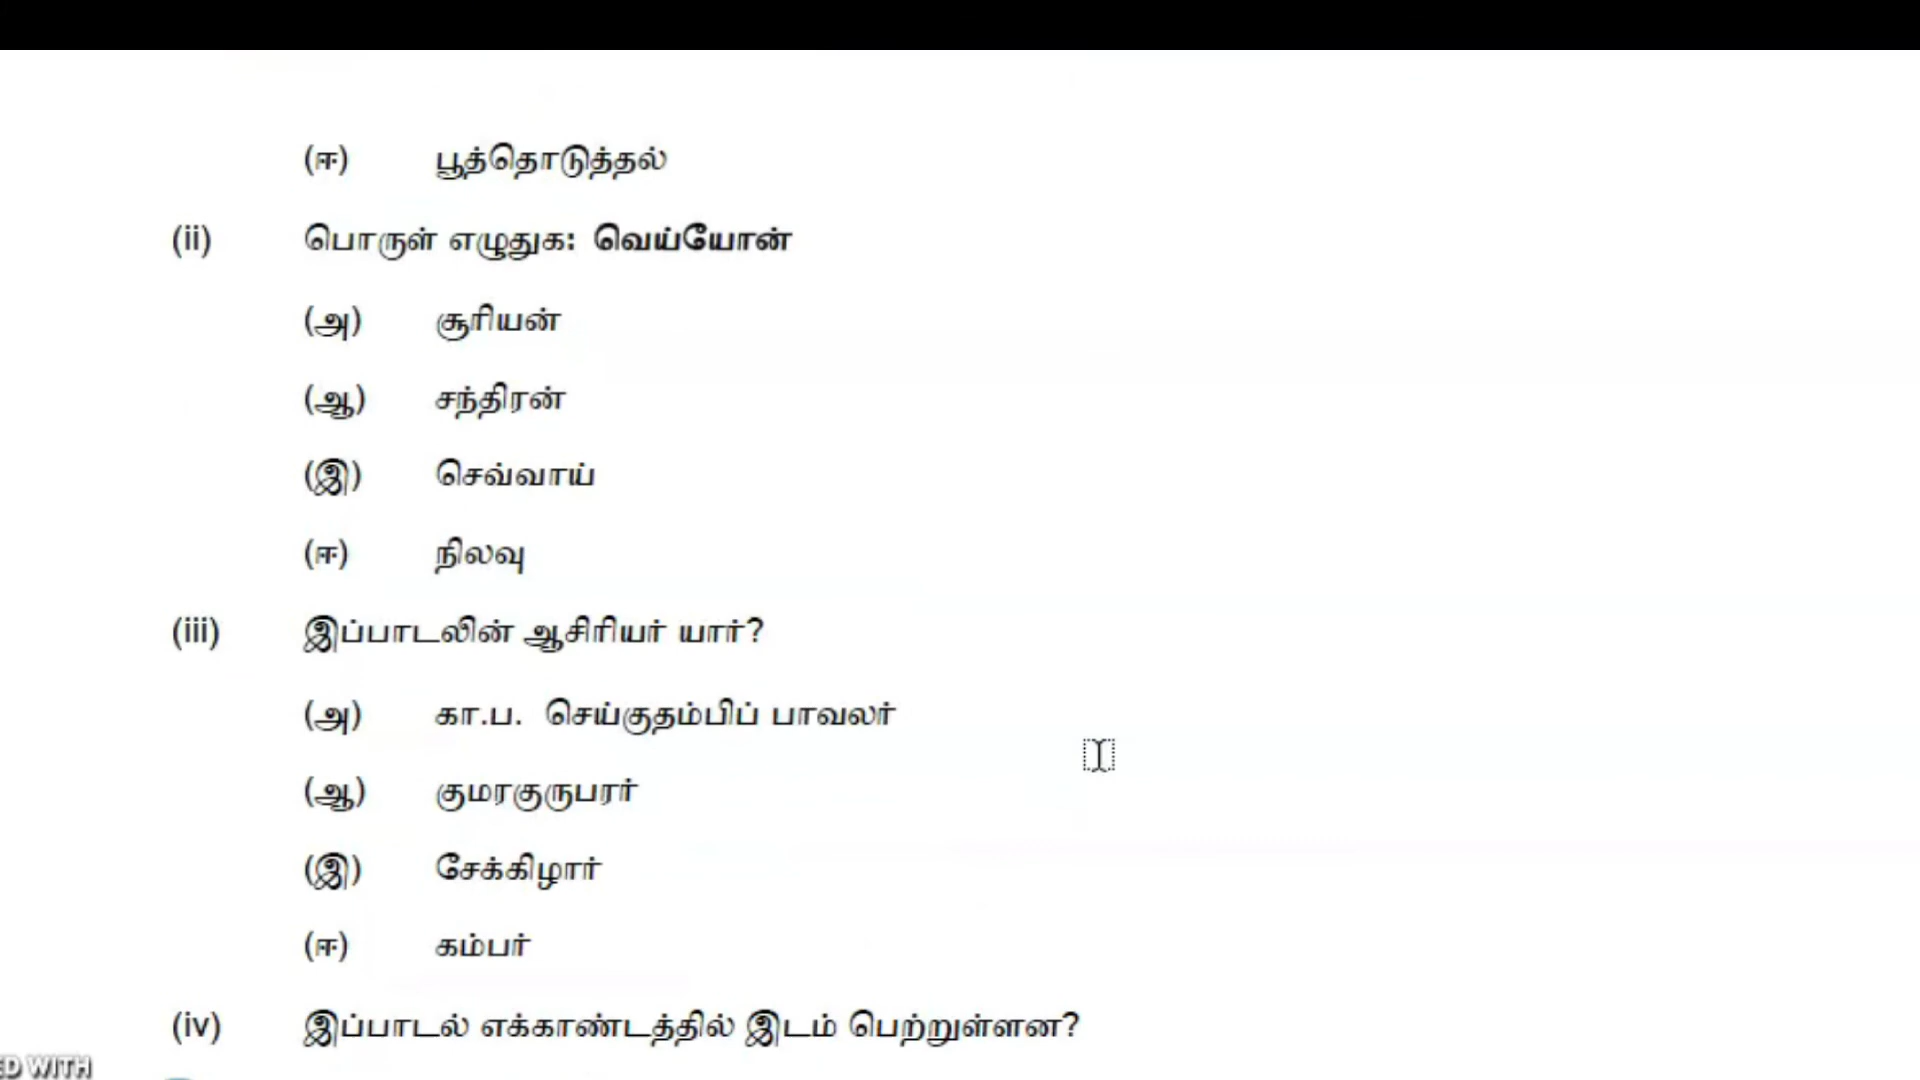 (ஈ) பூத்தொடுத்தல்
(ii) பொருள் எழுதுக: வெய்யோன்
(அ) சூரியன்
(ஆ) சந்திரன்
(இ) செவ்வாய்
(ஈ) நிலவு
(iii) இப்பாடலின் ஆசிரியர் யார்?
(அ) கா.ப. செய்குதம்பிப் பாவலர்
(ஆ) குமரகுருபரர்
(இ) சேக்கிழார்
(ஈ) கம்பர்
(iv) இப்பாடல் எக்காண்டத்தில் இடம் பெற்றுள்ளன?
WITH